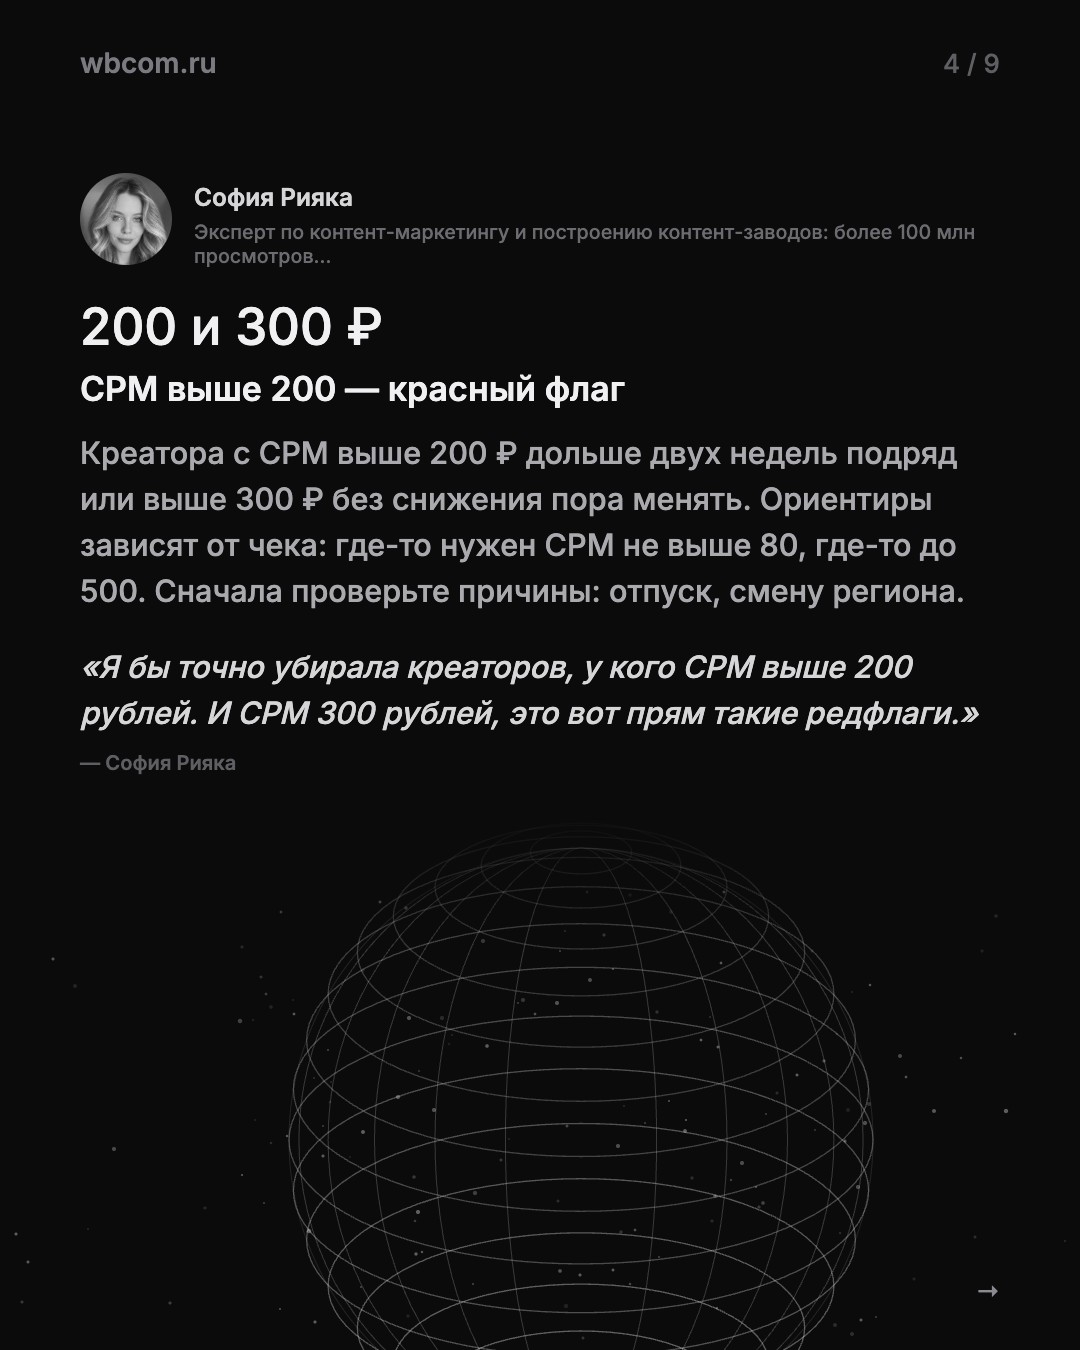 wbcom.ru
4 / 9
София Рияка
Эксперт по контент-маркетингу и построению контент-заводов: более 100 млн
просмотров...
200 и 300 ₽
CPM выше 200 — красный флаг
Креатора с CPM выше 200 ₽ дольше двух недель подряд
или выше 300 ₽ без снижения пора менять. Ориентиры
зависят от чека: где-то нужен CPM не выше 80, где-то до
500. Сначала проверьте причины: отпуск, смену региона.
«Я бы точно убирала креаторов, у кого CPM выше 200
рублей. И CPM 300 рублей, это вот прям такие редфлаги.»
— София Рияка
→